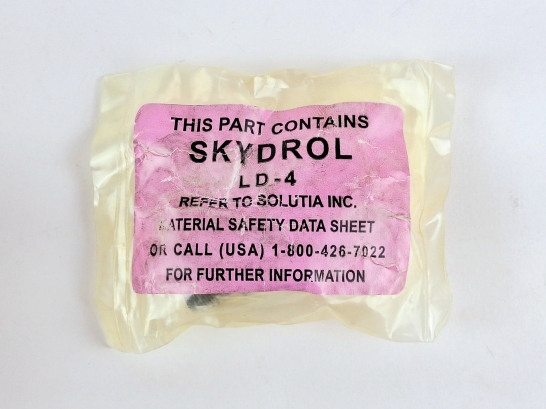 THIS PART CONTAINS
SKYDROL
LD-4
REFER TO SOLUTIA INC.
MATERIAL SAFETY DATA SHEET
OR CALL (USA) 1-800-426-7022
FOR FURTHER INFORMATION